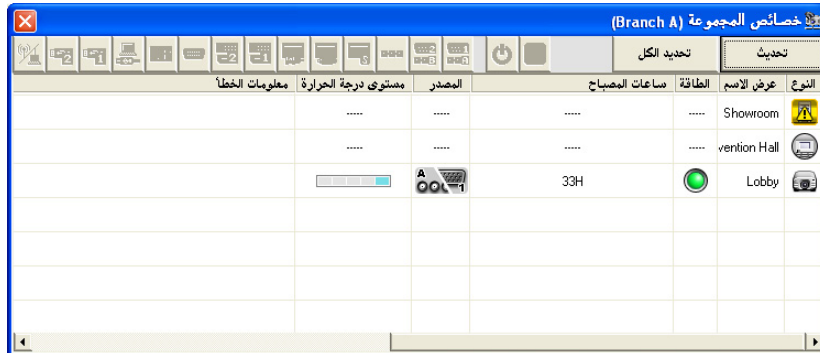 خصائص المجموعة (Branch A)
تحديث تحديد الكل
النوع عرض الاسم الطاقة ساعات المصباح المصدر مستوى درجة الحرارة معلومات الخطأ
Showroom ----- ----- ----- -----
vention Hall ----- ----- ----- -----
Lobby 33H